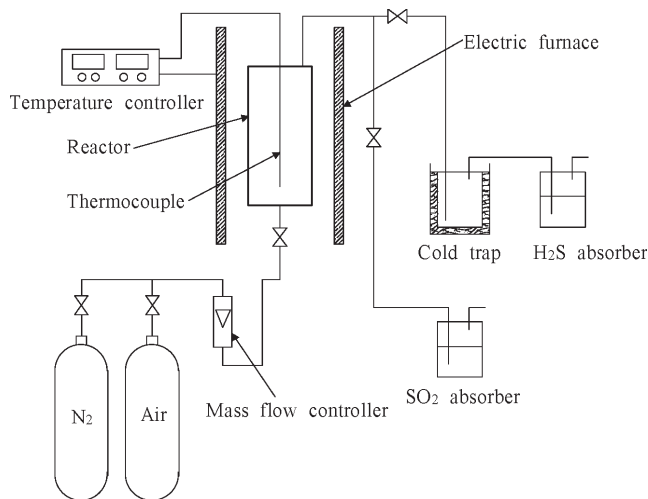 Electric furnace
Temperature controller
Reactor
Thermocouple
Cold trap
H2S absorber
N2
Air
Mass flow controller
SO2 absorber